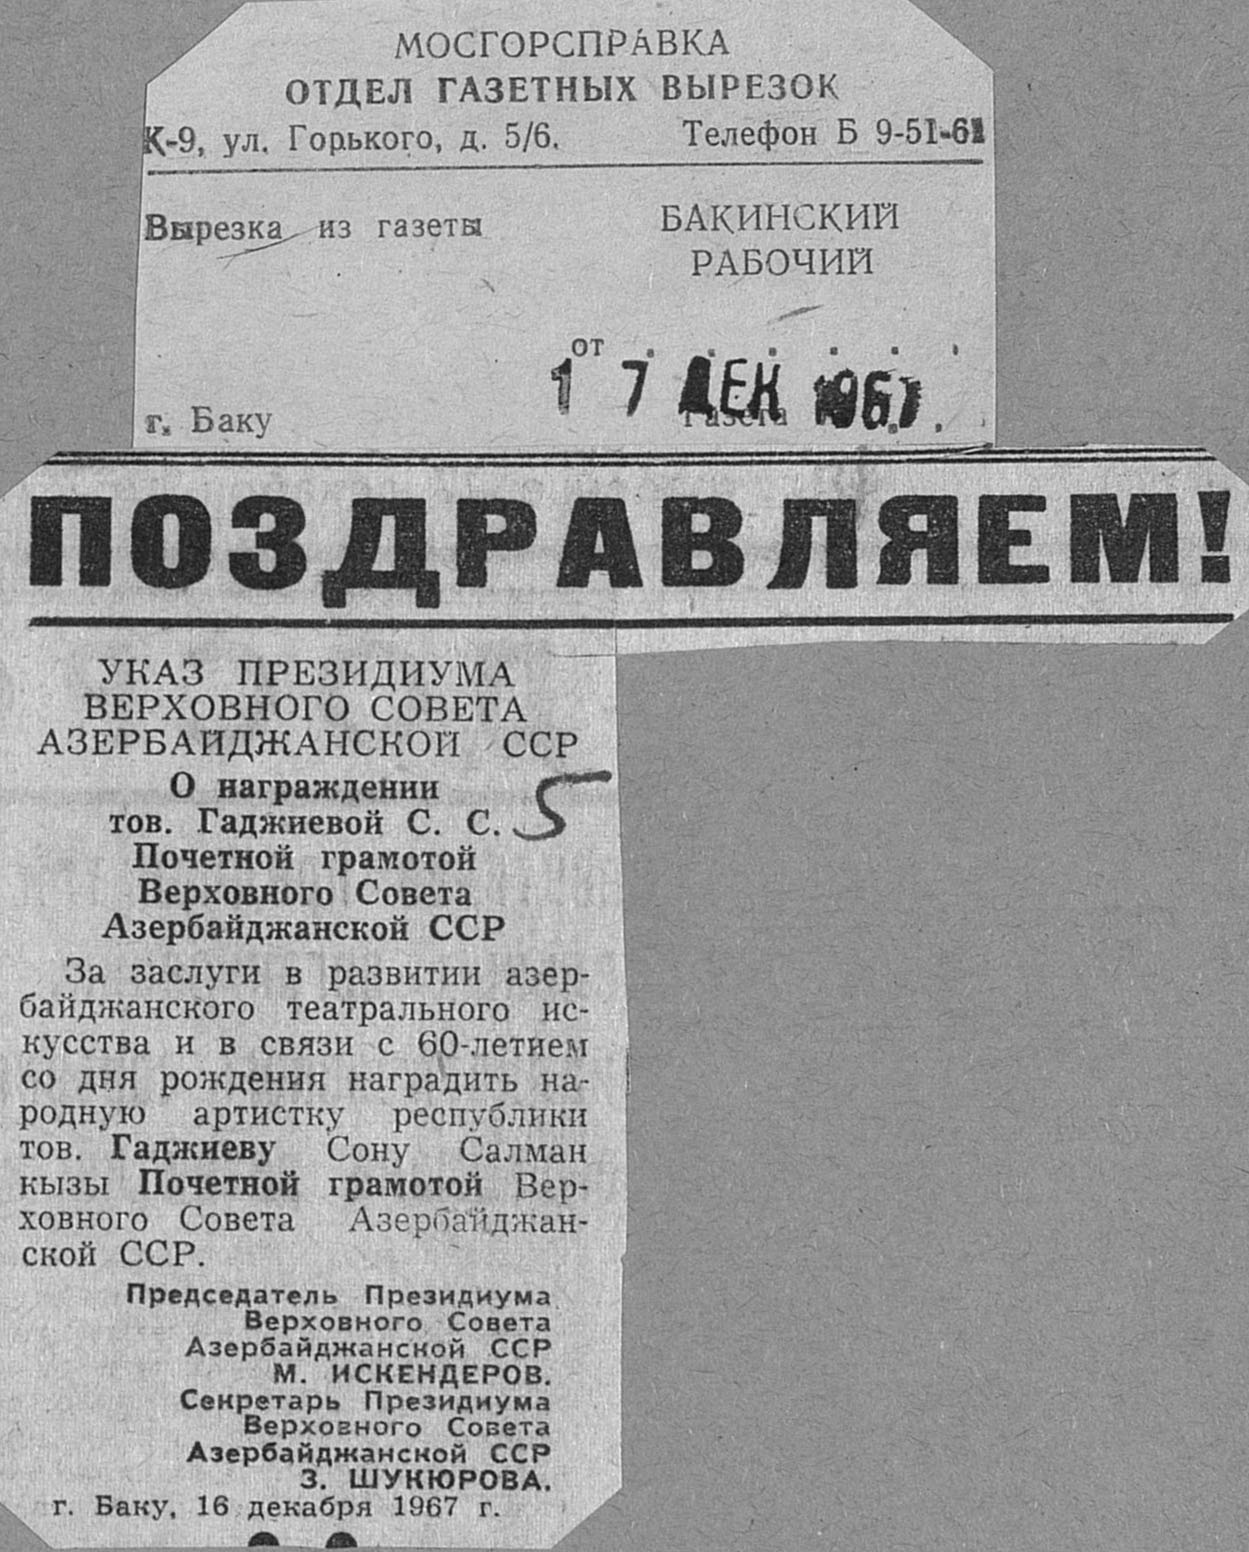 МОСГОРСПРАВКА
ОТДЕЛ ГАЗЕТНЫХ ВЫРЕЗОК
К-9, ул. Горького, д. 5/6. Телефон Б 9-51-61
Вырезка из газеты БАКИНСКИЙ
РАБОЧИЙ
от . . . . . .
1 7 ДЕК 1967
г. Баку Газета
ПОЗДРАВЛЯЕМ!
УКАЗ ПРЕЗИДИУМА
ВЕРХОВНОГО СОВЕТА
АЗЕРБАЙДЖАНСКОЙ ССР
О награждении
тов. Гаджиевой С. С. 5
Почетной грамотой
Верховного Совета
Азербайджанской ССР
За заслуги в развитии азер-
байджанского театрального ис-
кусства и в связи с 60-летием
со дня рождения наградить на-
родную артистку республики
тов. Гаджиеву Сону Салман
кызы Почетной грамотой Вер-
ховного Совета Азербайджан-
ской ССР.
Председатель Президиума
Верховного Совета
Азербайджанской ССР
М. ИСКЕНДЕРОВ.
Секретарь Президиума
Верховного Совета
Азербайджанской ССР
З. ШУКЮРОВА.
г. Баку, 16 декабря 1967 г.